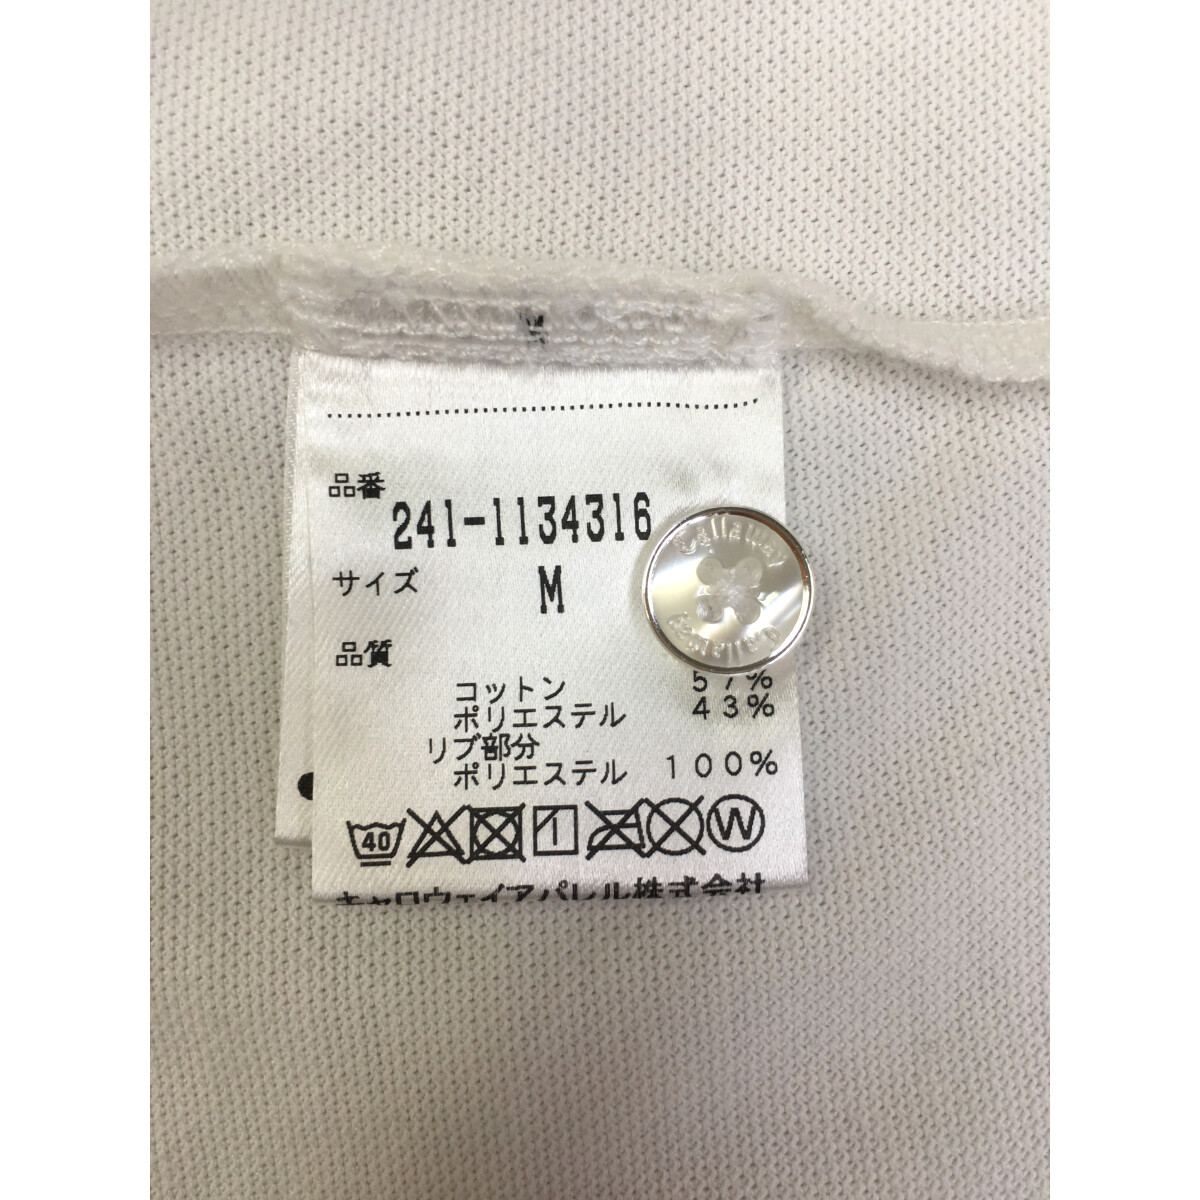 品番
241-1134316
サイズ M
品質
コットン 57%
ポリエステル 43%
リブ部分
ポリエステル 100%
40 W
キャロウェイアパレル株式会社
Callaway
Callaway